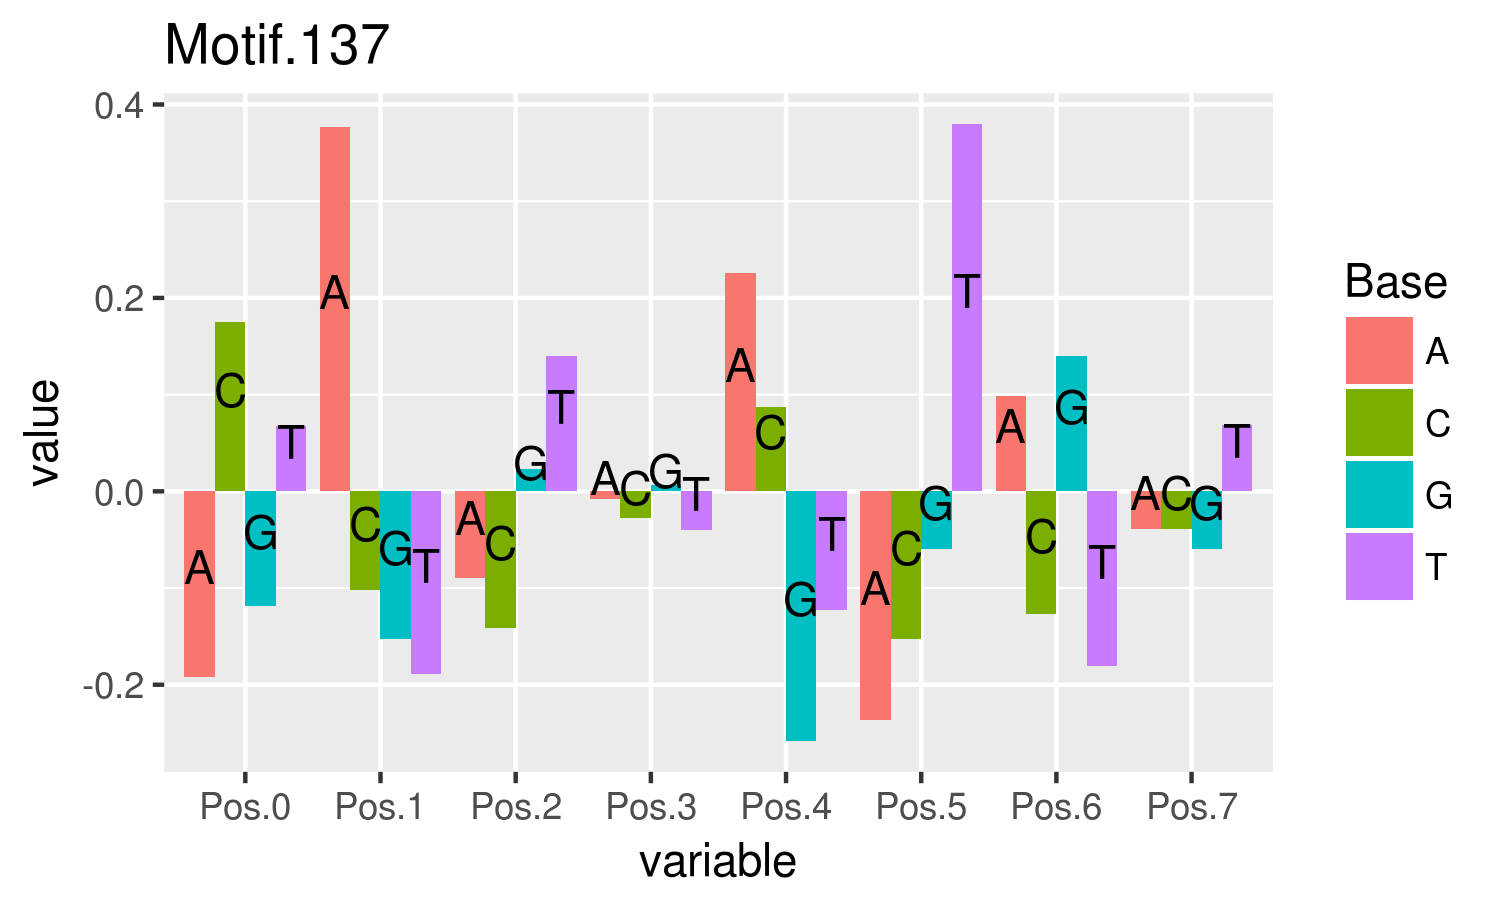 Motif.137
0.4
0.2
0.0
-0.2
value
A C G T
A C G T
A C G T
A C G T
A C G T
A C G T
A C G T
A C G T
Pos.0 Pos.1 Pos.2 Pos.3 Pos.4 Pos.5 Pos.6 Pos.7
variable
Base
A
C
G
T